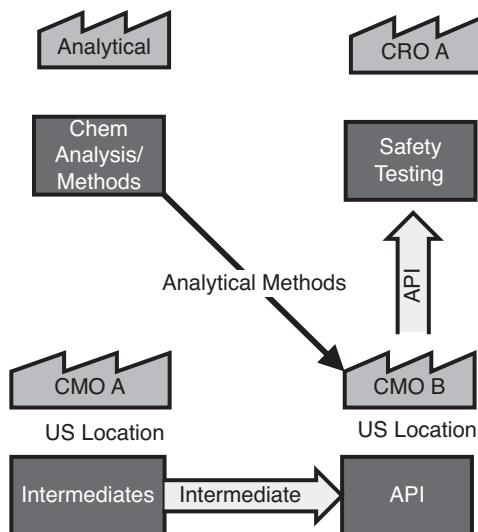 Analytical
CRO A
Chem
Analysis/
Methods
Safety
Testing
Analytical Methods
API
CMO A
CMO B
US Location
US Location
Intermediates
Intermediate
API